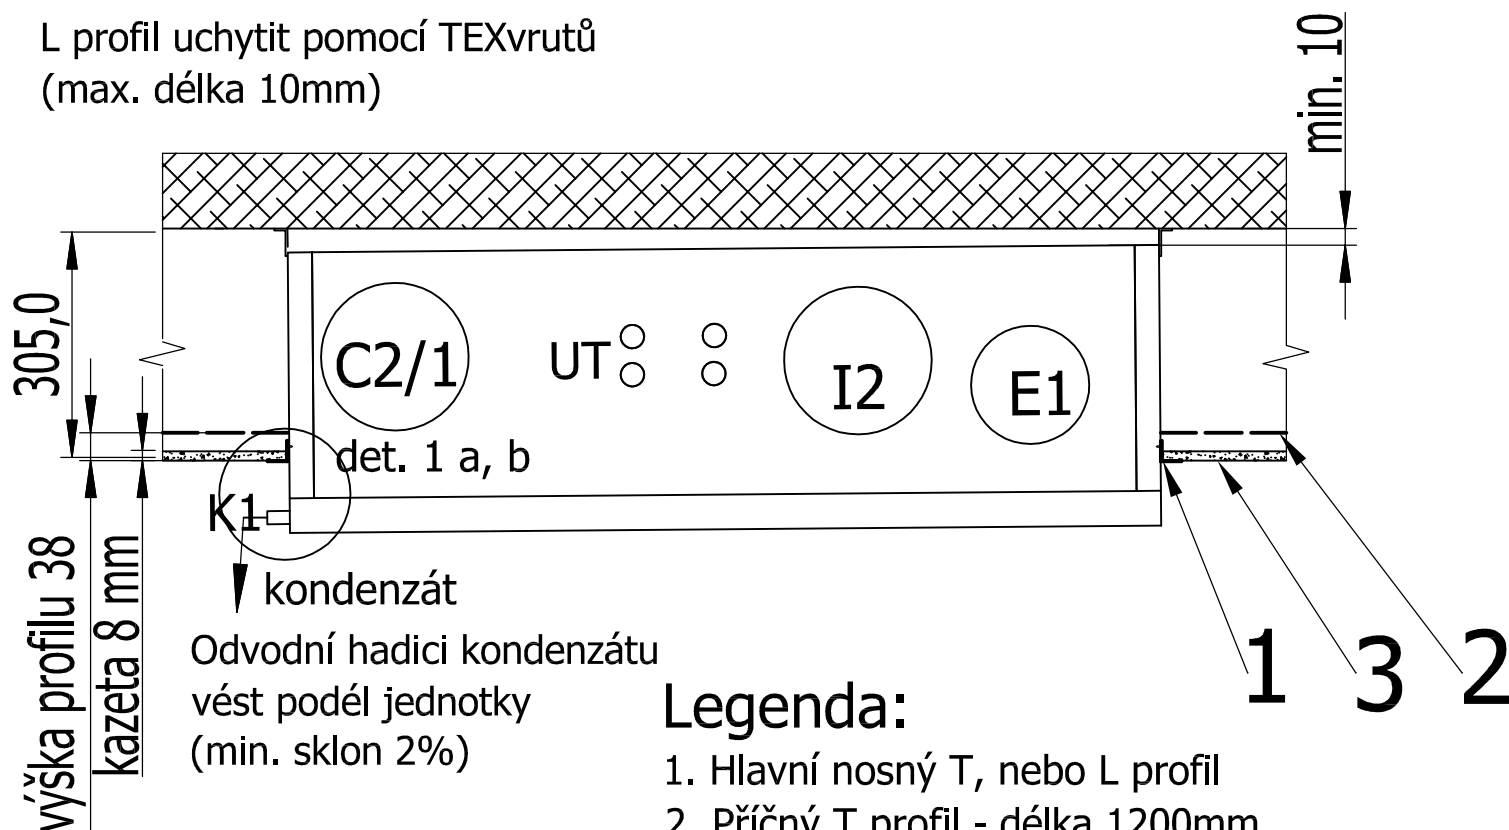 L profil uchytit pomocí TEXvrutů
(max. délka 10mm)
min. 10
305,0
C2/1
UT
I2
E1
det. 1 a, b
K1
výška profilu 38
kazeta 8 mm
kondenzát
Odvodní hadici kondenzátu
vést podél jednotky
(min. sklon 2%)
1
3
2
Legenda:
1. Hlavní nosný T, nebo L profil
2. Příčný T profil - délka 1200mm